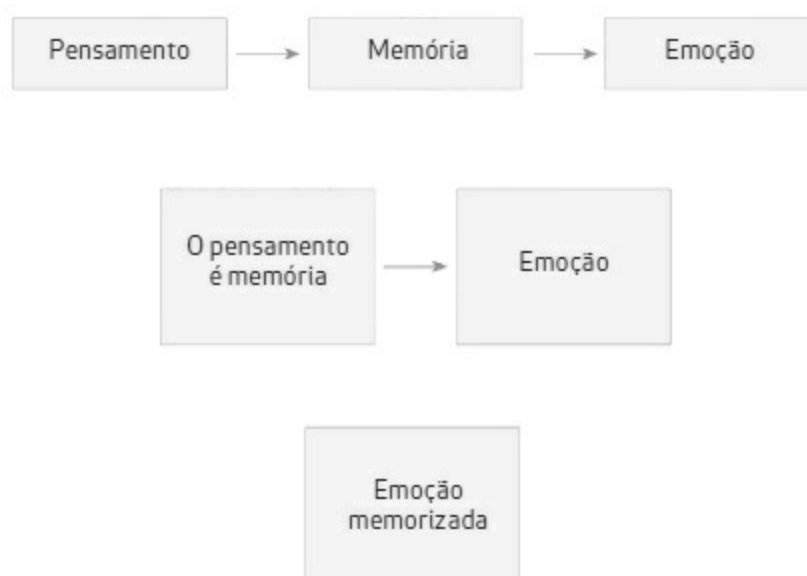 Pensamento
Memória
Emoção
O pensamento
é memória
Emoção
Emoção
memorizada